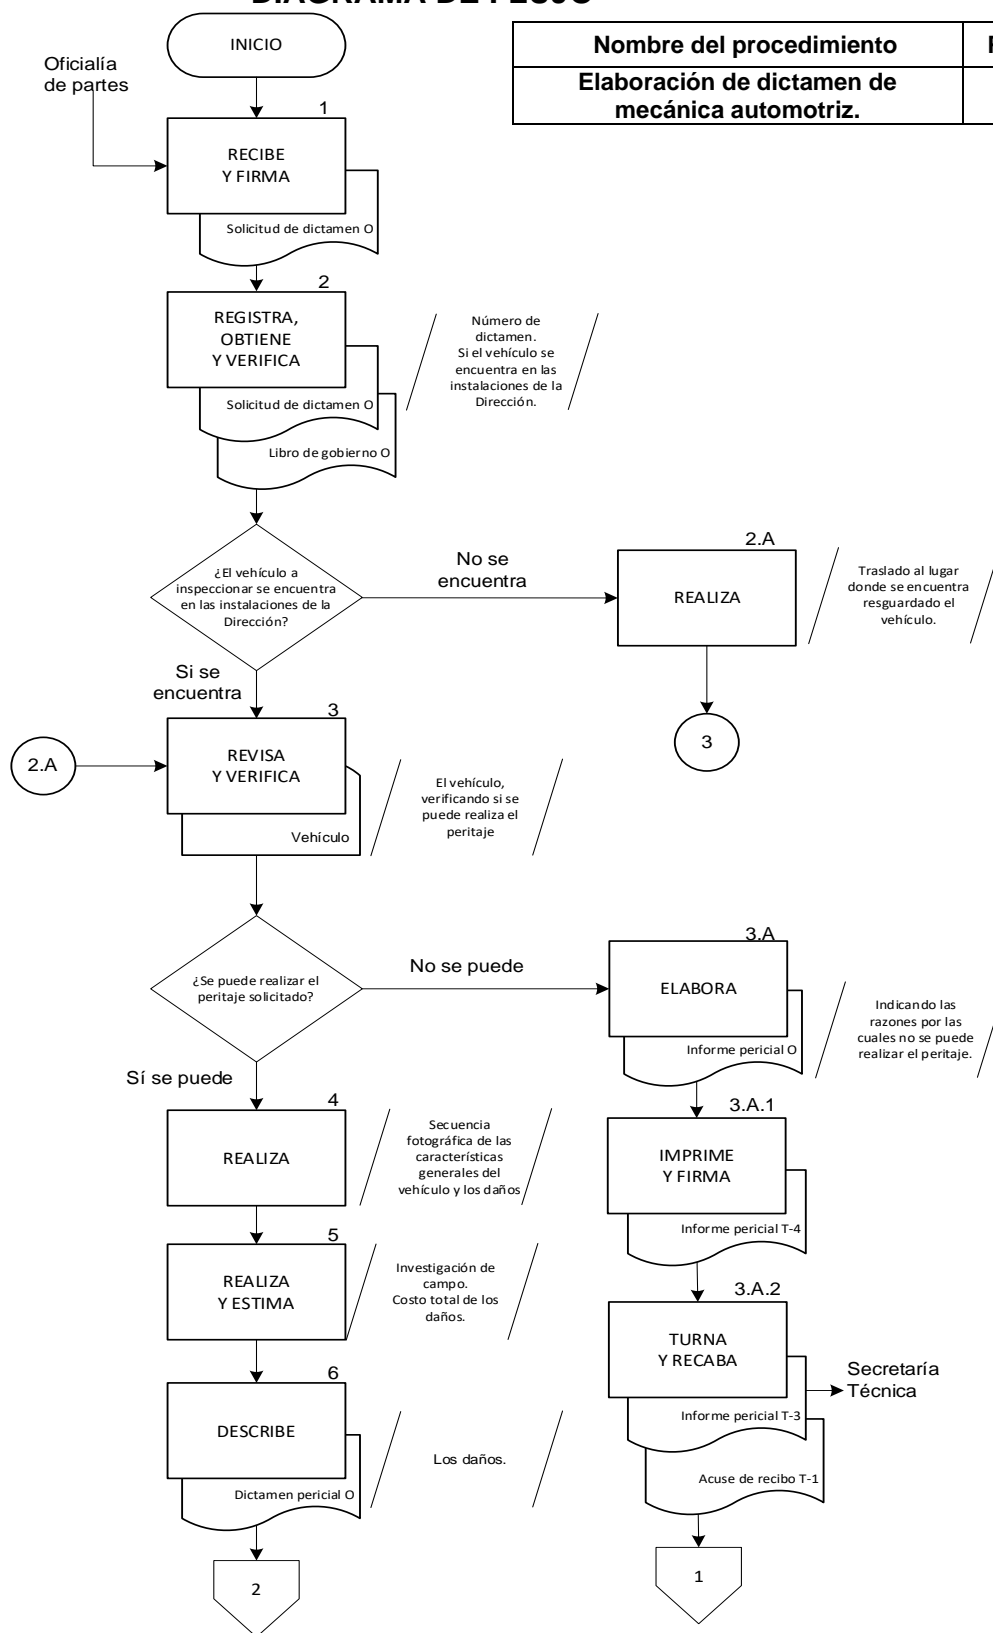 DIAGRAMA DE FLUJO
Nombre del procedimiento
Elaboración de dictamen de
mecánica automotriz.
INICIO
Oficialía
de partes
1
RECIBE
Y FIRMA
Solicitud de dictamen O
2
REGISTRA,
OBTIENE
Y VERIFICA
Solicitud de dictamen O
Libro de gobierno O
Número de
dictamen.
Si el vehículo se
encuentra en las
instalaciones de la
Dirección.
¿El vehículo a
inspeccionar se encuentra
en las instalaciones de la
Dirección?
No se
encuentra
2.A
REALIZA
Traslado al lugar
donde se encuentra
resguardado el
vehículo.
3
Si se
encuentra
3
2.A
REVISA
Y VERIFICA
Vehículo
El vehículo,
verificando si se
puede realiza el
peritaje
¿Se puede realizar el
peritaje solicitado?
No se puede
3.A
ELABORA
Informe pericial O
Indicando las
razones por las
cuales no se puede
realizar el peritaje.
Sí se puede
4
REALIZA
Secuencia
fotográfica de las
características
generales del
vehículo y los daños
3.A.1
IMPRIME
Y FIRMA
Informe pericial T-4
5
REALIZA
Y ESTIMA
Investigación de
campo.
Costo total de los
daños.
3.A.2
TURNA
Y RECABA
Informe pericial T-3
Acuse de recibo T-1
Secretaría
Técnica
6
DESCRIBE
Dictamen pericial O
Los daños.
2
1